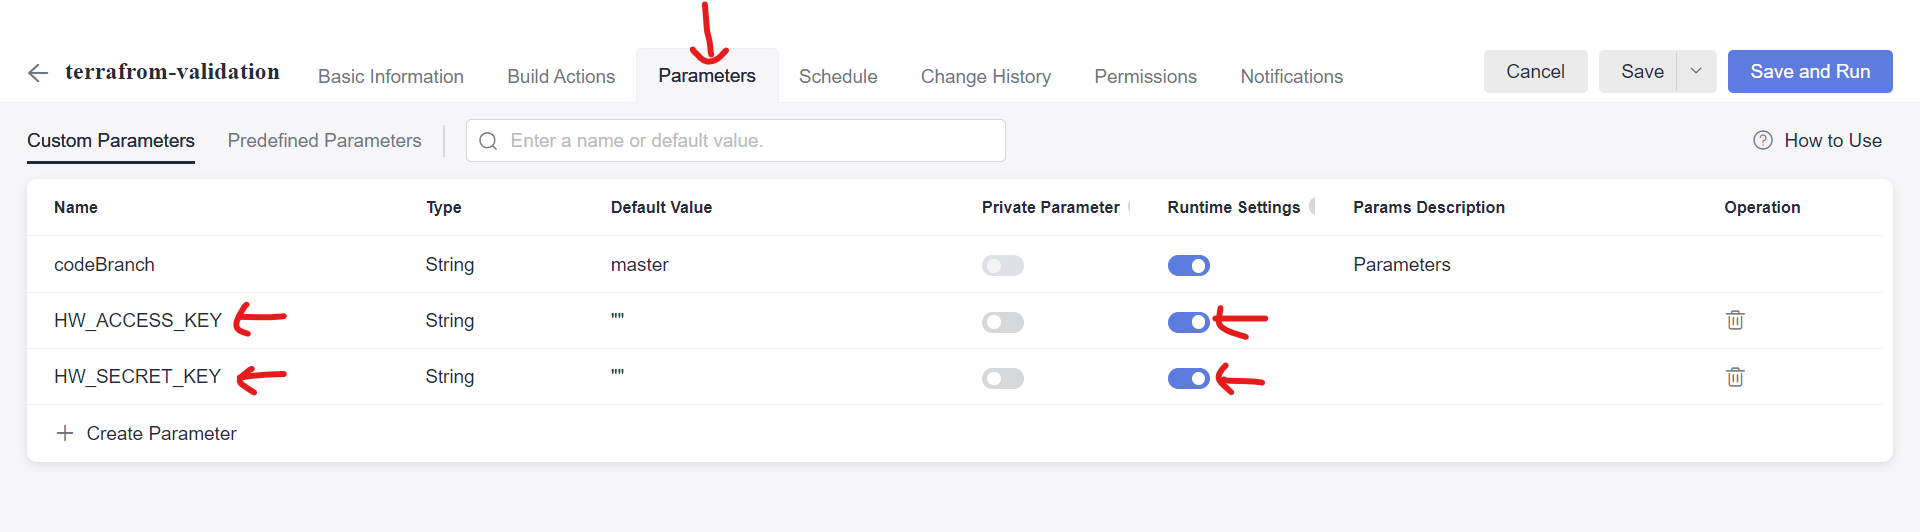 terrafrom-validation Basic Information Build Actions Parameters Schedule Change History Permissions Notifications Cancel Save Save and Run
Custom Parameters Predefined Parameters Enter a name or default value. How to Use
Name Type Default Value Private Parameter Runtime Settings Params Description Operation
codeBranch String master Parameters
HW_ACCESS_KEY String ""
HW_SECRET_KEY String ""
+ Create Parameter